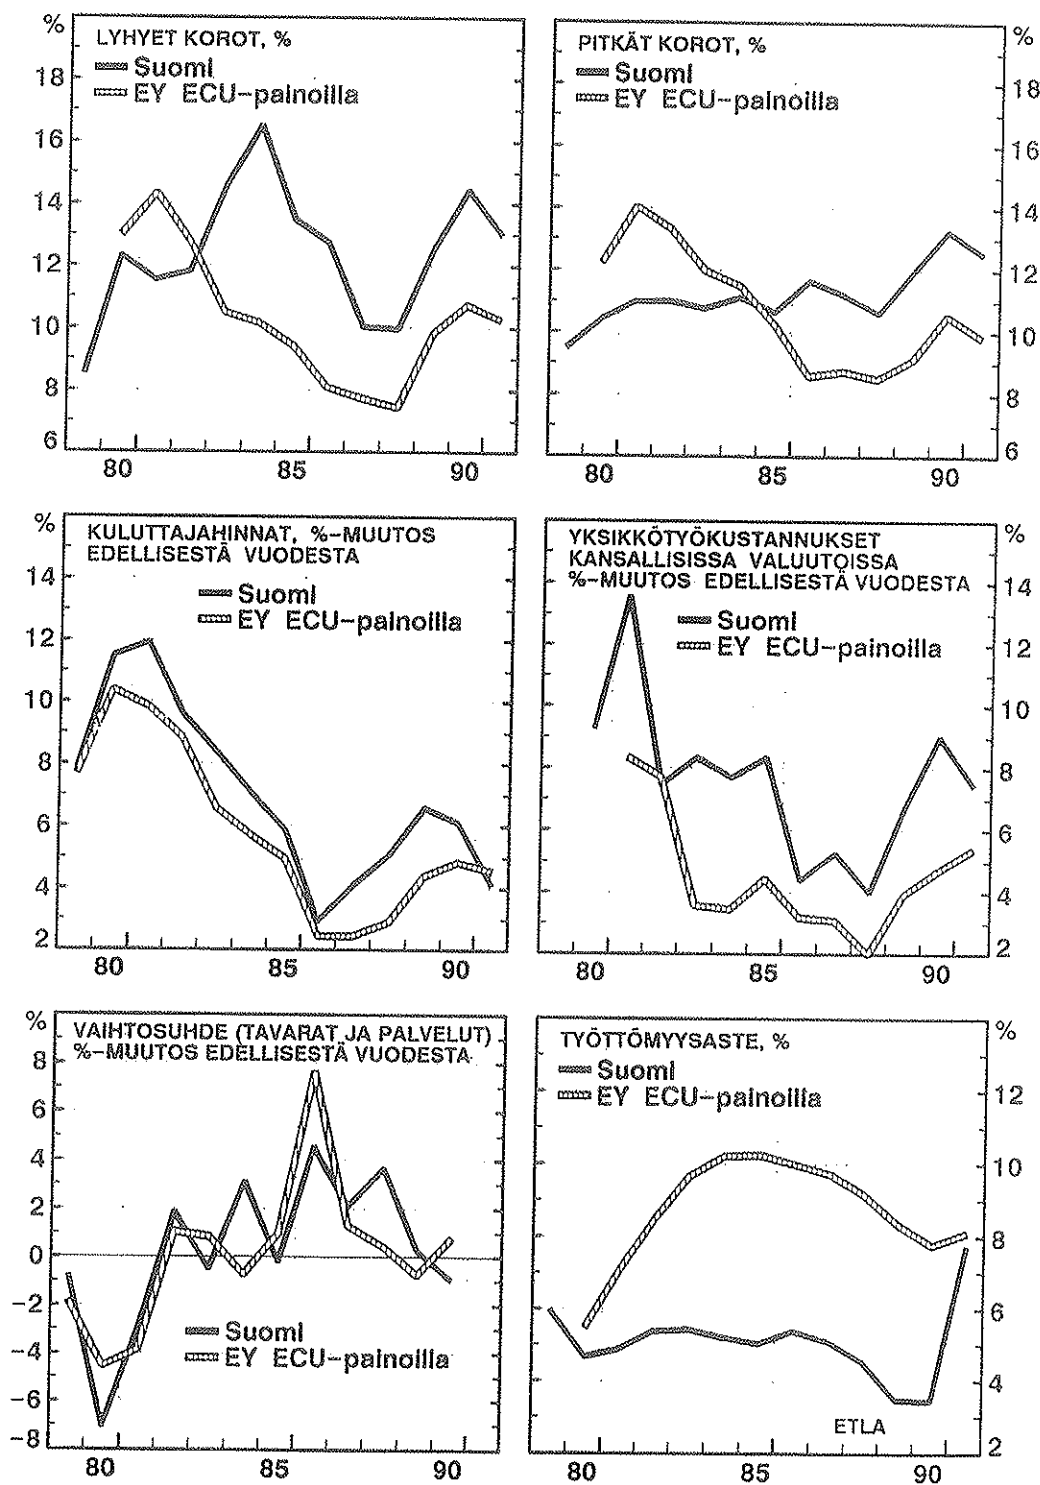 %
LYHYET KOROT, %
Suomi
EY ECU-painoilla
18
16
14
12
10
8
6
80
85
90
PITKÄT KOROT, %
Suomi
EY ECU-painoilla
%
18
16
14
12
10
8
6
80
85
90
%
KULUTTAJAHINNAT, %-MUUTOS
EDELLISESTÄ VUODESTA
Suomi
EY ECU-painoilla
14
12
10
8
6
4
2
80
85
90
YKSIKKÖTYÖKUSTANNUKSET
KANSALLISISSA VALUUTOISSA
%-MUUTOS EDELLISESTÄ VUODESTA
Suomi
EY ECU-painoilla
%
14
12
10
8
6
4
2
80
85
90
%
VAIHTOSUHDE (TAVARAT JA PALVELUT)
%-MUUTOS EDELLISESTÄ VUODESTA
8
6
4
2
0
-2
-4
-6
-8
Suomi
EY ECU-painoilla
80
85
90
TYÖTTÖMYYSASTE, %
Suomi
EY ECU-painoilla
%
12
10
8
6
4
2
ETLA
80
85
90